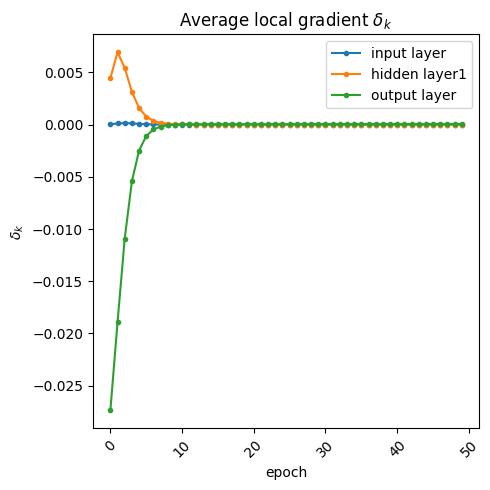 Average local gradient δₖ
input layer
hidden layer1
output layer
0.005
0.000
−0.005
−0.010
−0.015
−0.020
−0.025
δₖ
0
10
20
30
40
50
epoch